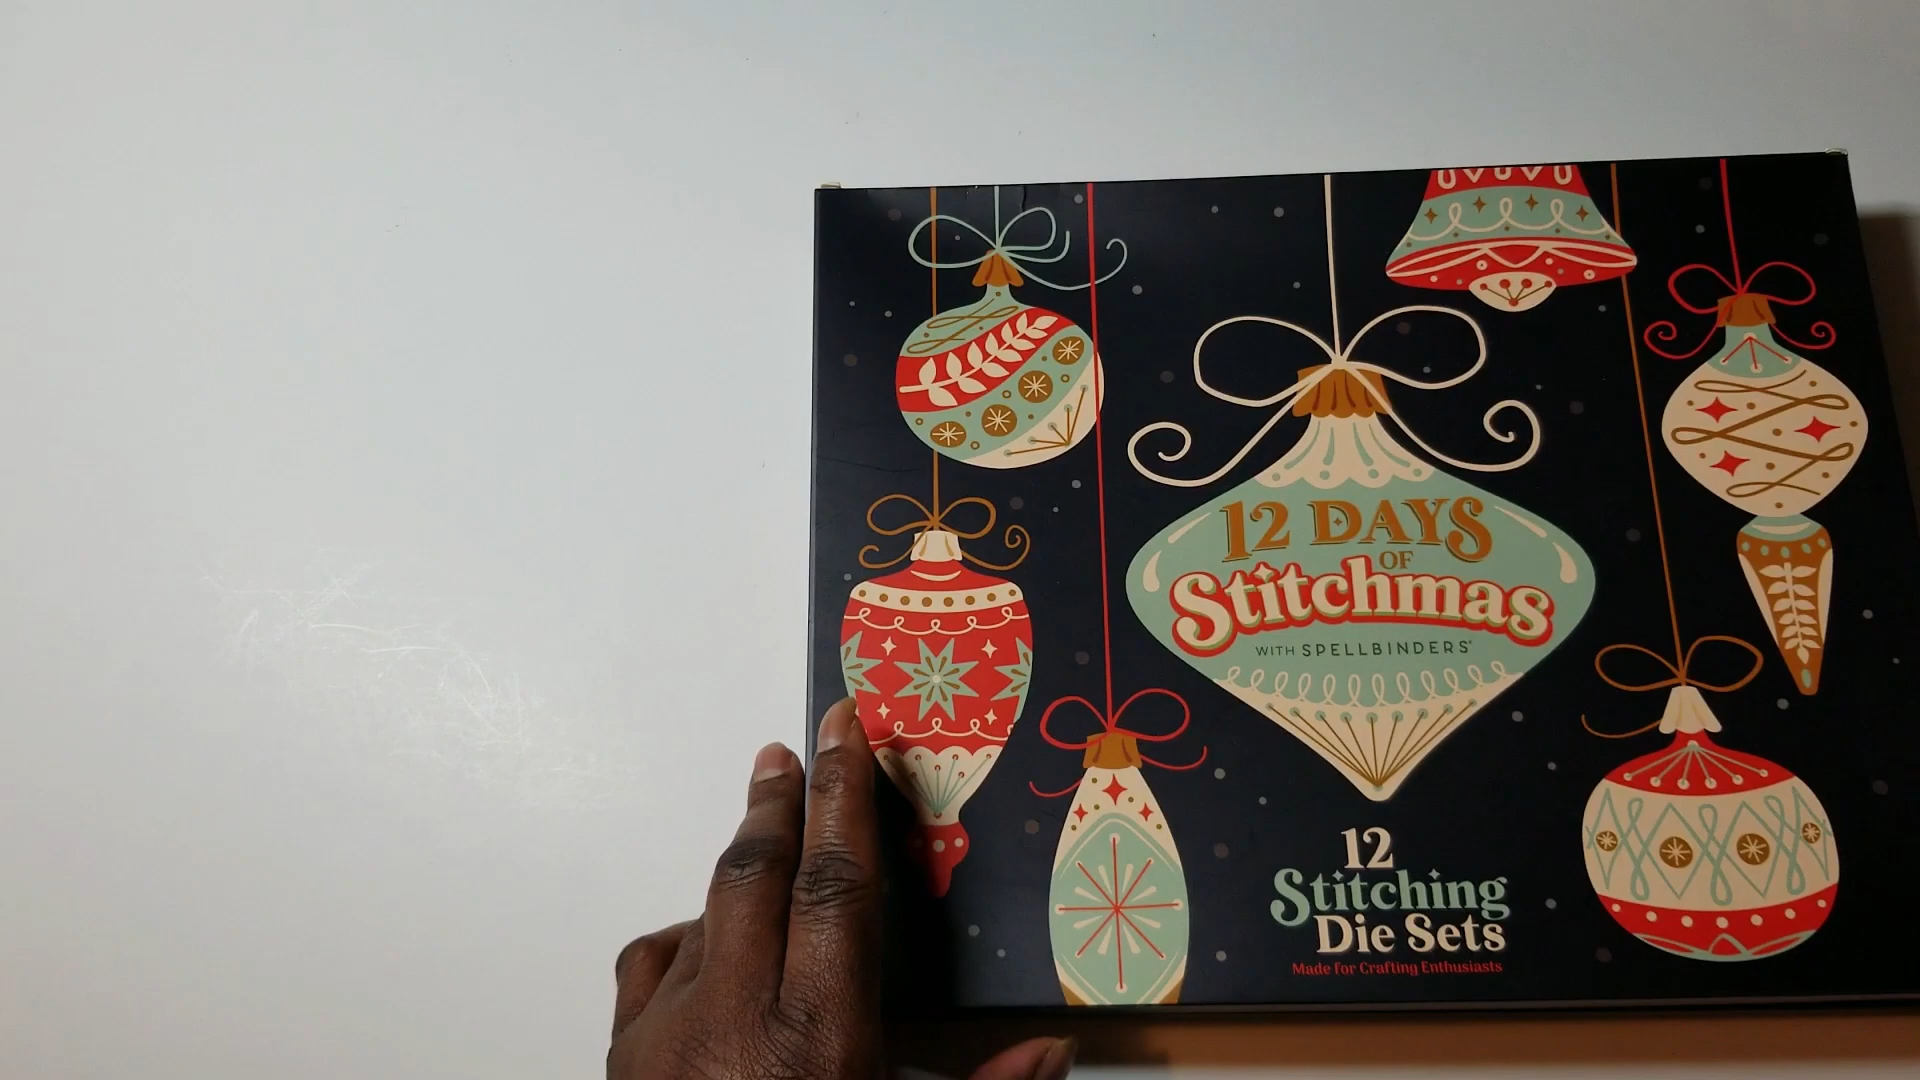 12 DAYS
OF
Stitchmas
WITH SPELLBINDERS®
12
Stitching
Die Sets
Made for Crafting Enthusiasts